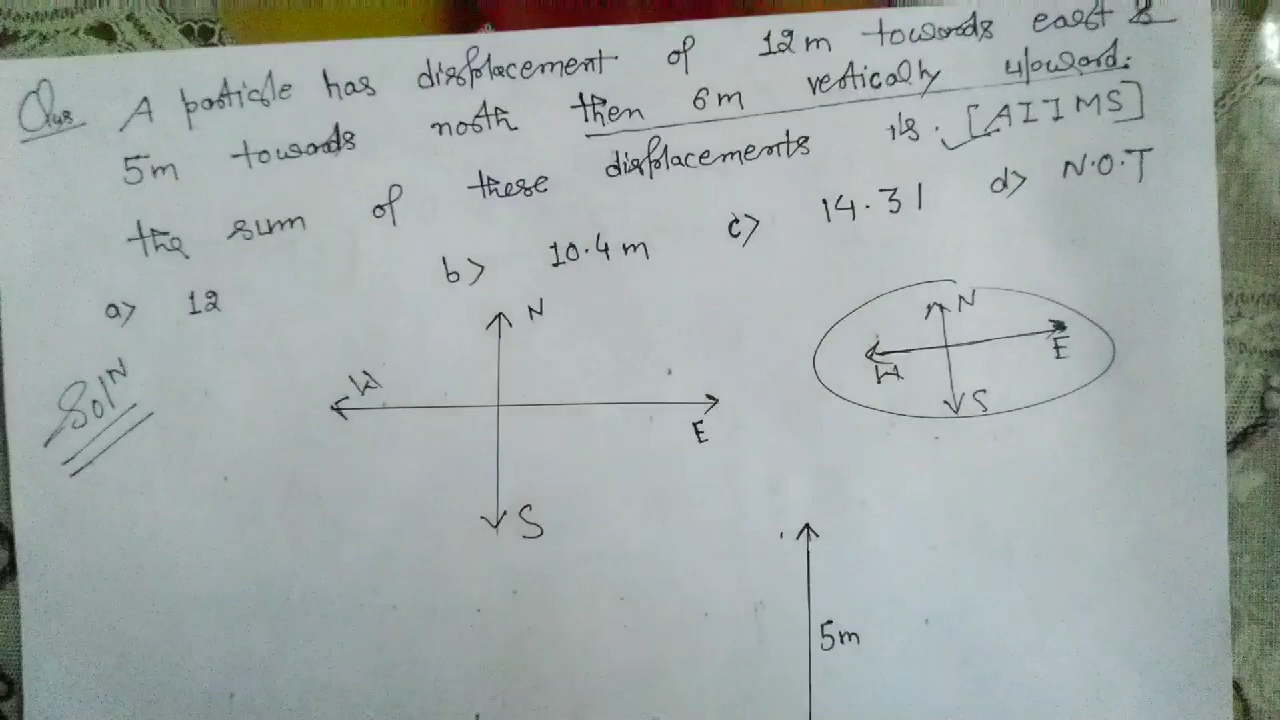 Ques. A particle has displacement of 12m towards east &
5m towards north then 6m vertically upward.
the sum of these displacements is. [AIIMS]
a) 12 b) 10.4 m c) 14.31 d) N.O.T
SolN
N
W
E
S
N
W
E
S
5m